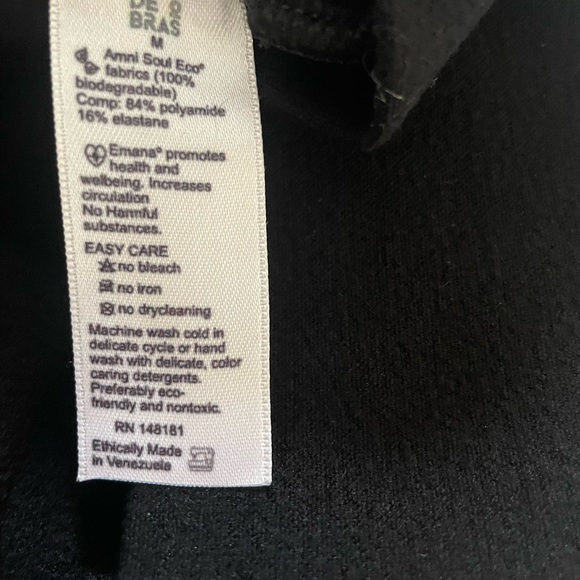 DE
BRAS
M
Amni Soul Eco®
fabrics (100%
biodegradable)
Comp: 84% polyamide
16% elastane
Emana® promotes
health and
wellbeing. Increases
circulation
No Harmful
substances.
EASY CARE
no bleach
no iron
no drycleaning
Machine wash cold in
delicate cycle or hand
wash with delicate, color
caring detergents.
Preferably eco-
friendly and nontoxic.
RN 148181
Ethically Made
in Venezuela